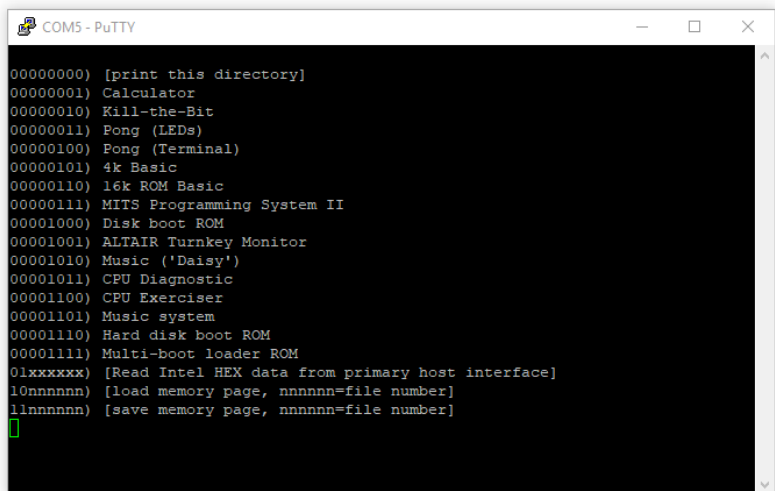 COM5 - PuTTY
00000000) [print this directory]
00000001) Calculator
00000010) Kill-the-Bit
00000011) Pong (LEDs)
00000100) Pong (Terminal)
00000101) 4k Basic
00000110) 16k ROM Basic
00000111) MITS Programming System II
00001000) Disk boot ROM
00001001) ALTAIR Turnkey Monitor
00001010) Music ('Daisy')
00001011) CPU Diagnostic
00001100) CPU Exerciser
00001101) Music system
00001110) Hard disk boot ROM
00001111) Multi-boot loader ROM
01xxxxxx) [Read Intel HEX data from primary host interface]
10nnnnnn) [load memory page, nnnnnn=file number]
11nnnnnn) [save memory page, nnnnnn=file number]